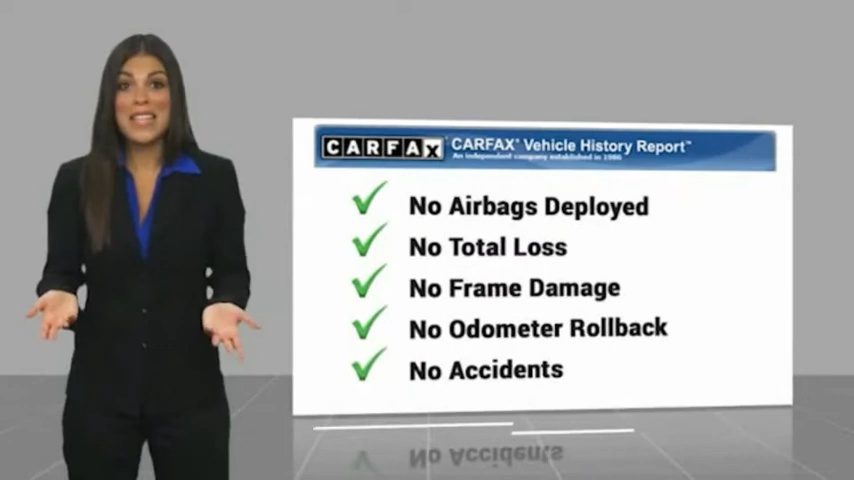 CARFAX CARFAX® Vehicle History Report™
An independent company established in 1986
No Airbags Deployed
No Total Loss
No Frame Damage
No Odometer Rollback
No Accidents
No Accidents